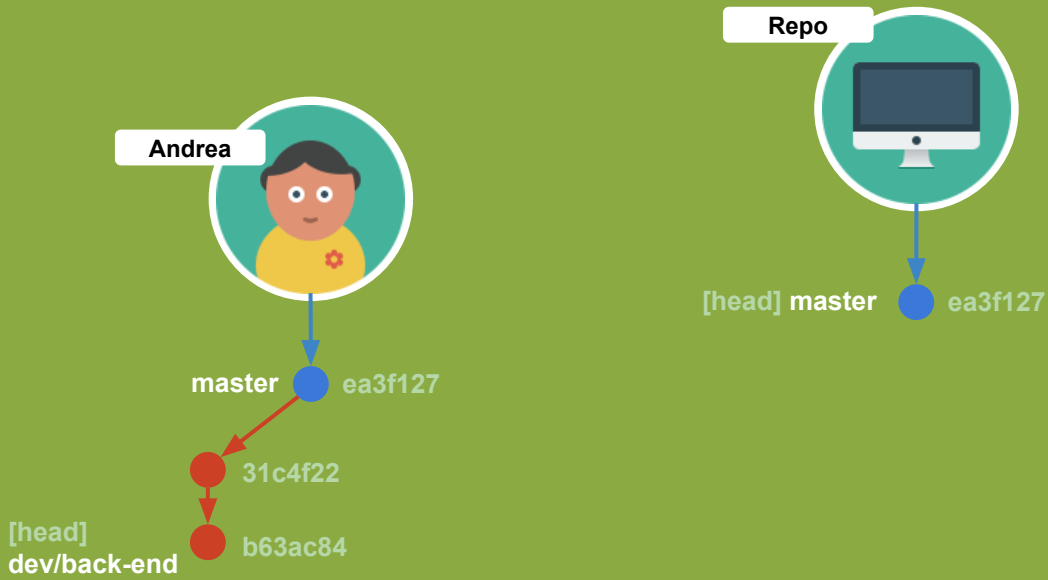 Repo
Andrea
[head] master ea3f127
master ea3f127
31c4f22
[head]
dev/back-end
b63ac84